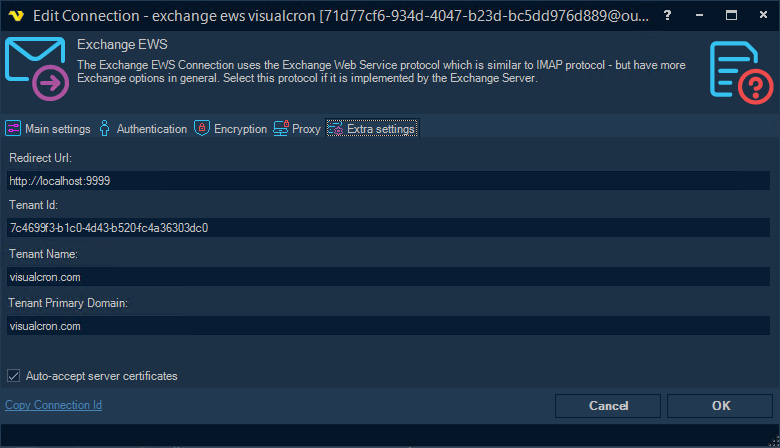 Edit Connection - exchange ews visualcron [71d77cf6-934d-4047-b23d-bc5dd976d889@ou...
Exchange EWS
The Exchange EWS Connection uses the Exchange Web Service protocol which is similar to IMAP protocol - but have more
Exchange options in general. Select this protocol if it is implemented by the Exchange Server.
Main settings Authentication Encryption Proxy Extra settings
Redirect Url:
http://localhost:9999
Tenant Id:
7c4699f3-b1c0-4d43-b520-fc4a36303dc0
Tenant Name:
visualcron.com
Tenant Primary Domain:
visualcron.com
Auto-accept server certificates
Copy Connection Id
Cancel OK